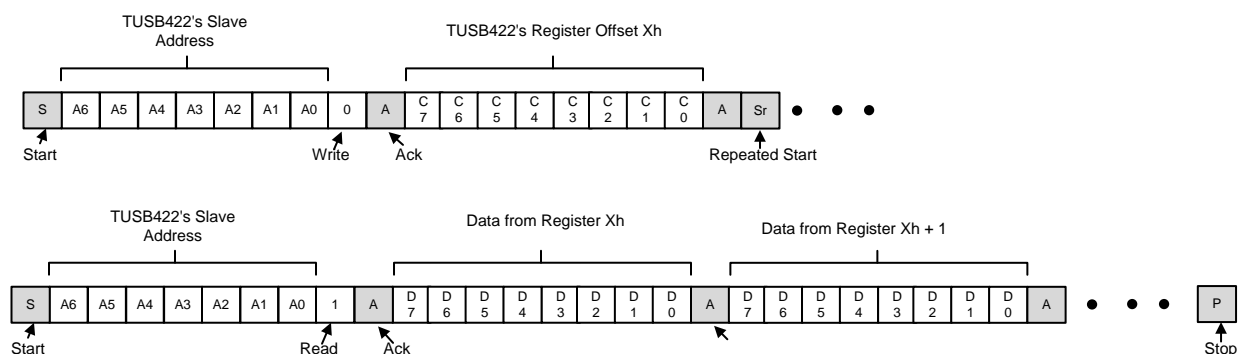 TUSB422's Slave
Address
TUSB422's Register Offset Xh
S A6 A5 A4 A3 A2 A1 A0 0 A C7 C6 C5 C4 C3 C2 C1 C0 A Sr
Start Write Ack Repeated Start
TUSB422's Slave
Address
Data from Register Xh Data from Register Xh + 1
S A6 A5 A4 A3 A2 A1 A0 1 A D7 D6 D5 D4 D3 D2 D1 D0 A D7 D6 D5 D4 D3 D2 D1 D0 A P
Start Read Ack Stop